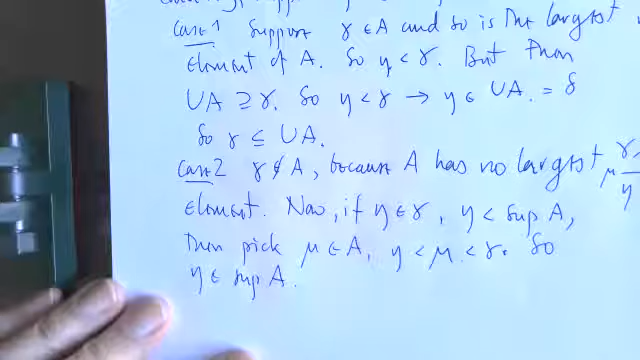 Case 1 Suppose γ ∈ A and so is the largest
element of A. So η < γ. But then
∪A ≥ γ. So η < γ → η ∈ ∪A. = δ
So γ ≤ ∪A.
Case 2 γ ∉ A, because A has no largest
element. Now, if η ∈ γ, η < sup A,
then pick μ ∈ A, η < μ < γ. So
η ∈ sup A.
γ
μ
η